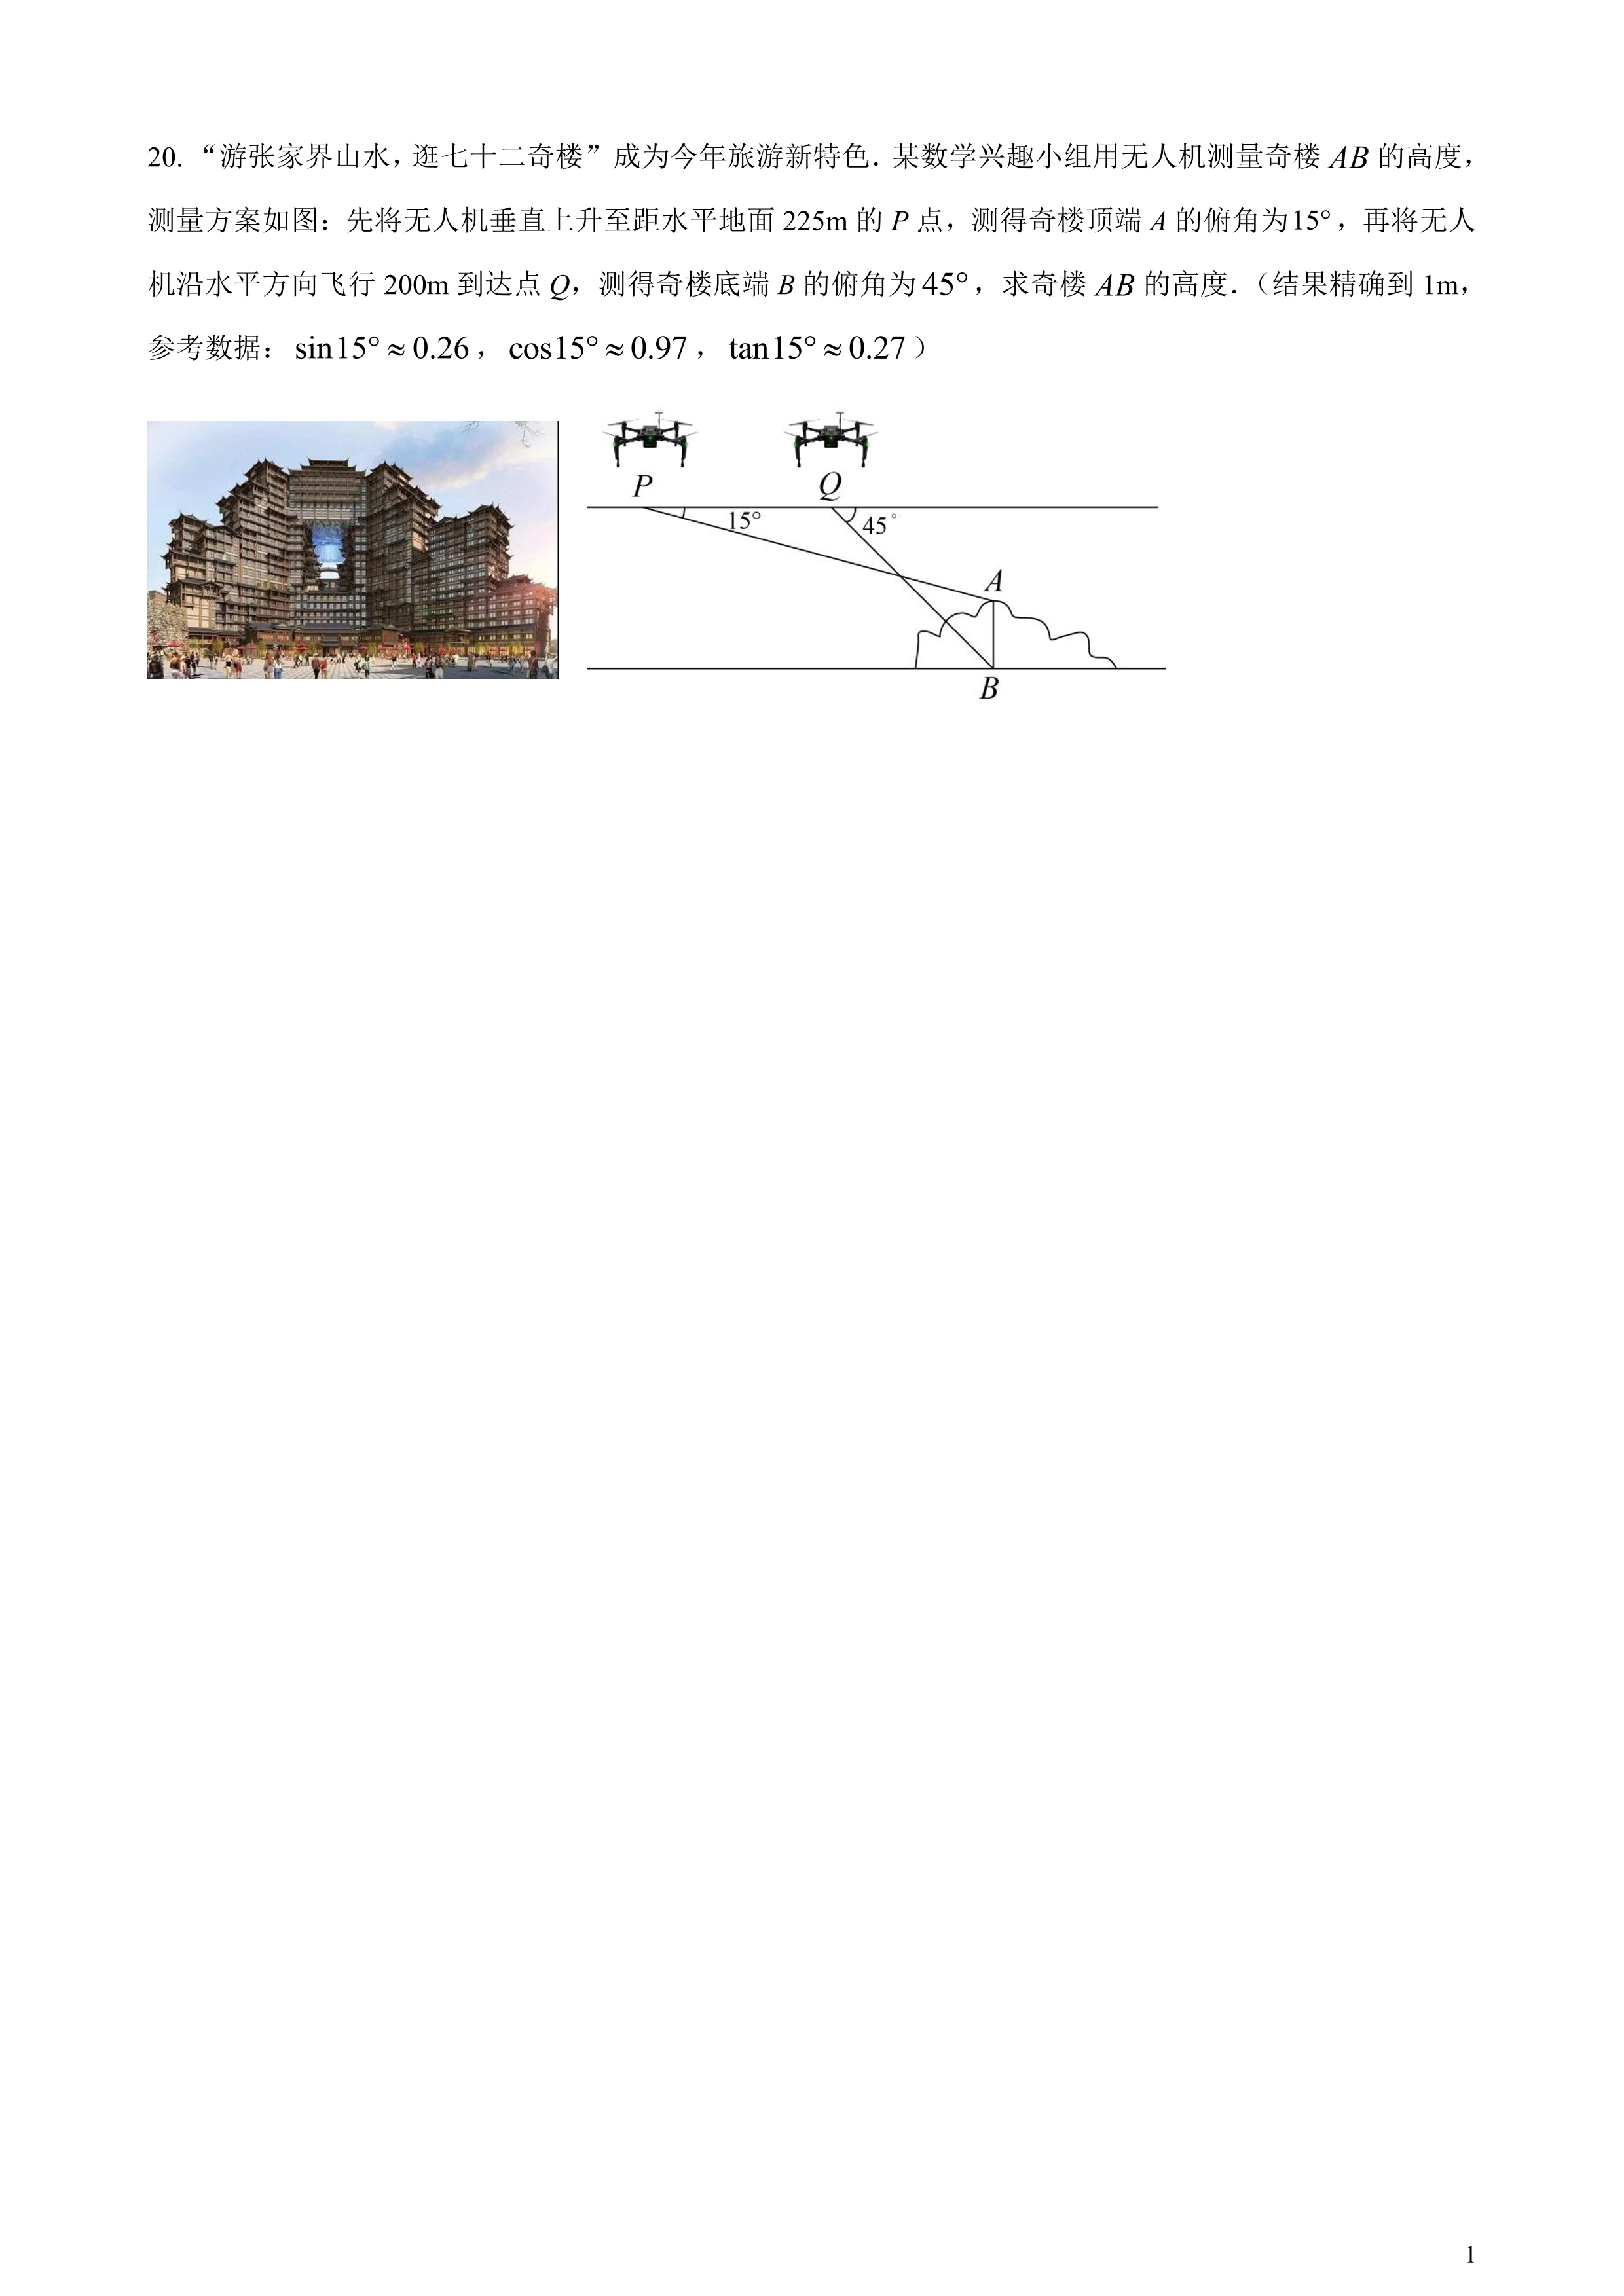 20. “游张家界山水，逛七十二奇楼”成为今年旅游新特色．某数学兴趣小组用无人机测量奇楼 AB 的高度，
测量方案如图：先将无人机垂直上升至距水平地面 225m 的 P 点，测得奇楼顶端 A 的俯角为15°，再将无人
机沿水平方向飞行 200m 到达点 Q，测得奇楼底端 B 的俯角为 45°，求奇楼 AB 的高度．（结果精确到 1m，
参考数据： sin15° ≈ 0.26， cos15° ≈ 0.97， tan15° ≈ 0.27）
P
Q
15°
45°
A
B
1